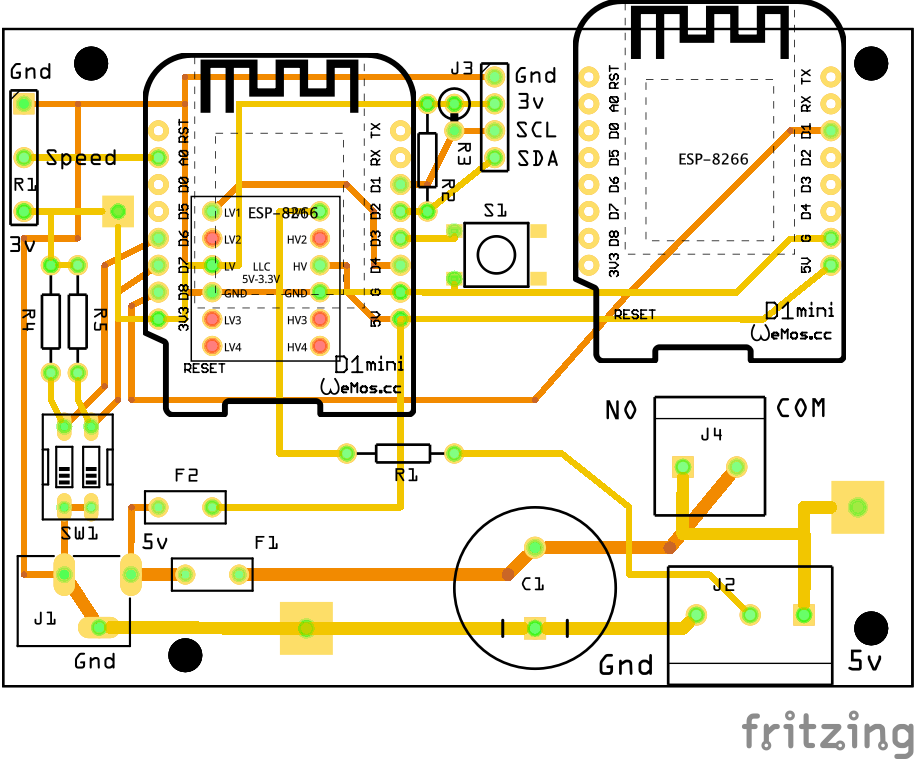 Gnd
Speed
R1
3v
R4
R5
SW1
J1
Gnd
5v
F2
F1
RST
A0
D0
D5
D6
D7
D8
3V3
TX
RX
D1
D2
D3
D4
G
5V
ESP-8266
LV1
LV2
HV2
LV
LLC
5V-3.3V
HV
GND
GND
LV3
HV3
LV4
HV4
RESET
D1 mini
WeMos.cc
J3
Gnd
3v
SCL
SDA
R3
R2
S1
R1
C1
RST
A0
D0
D5
D6
D7
D8
3V3
TX
RX
D1
D2
D3
D4
G
5V
ESP-8266
RESET
D1 mini
WeMos.cc
NO
COM
J4
J2
Gnd
5v
fritzing